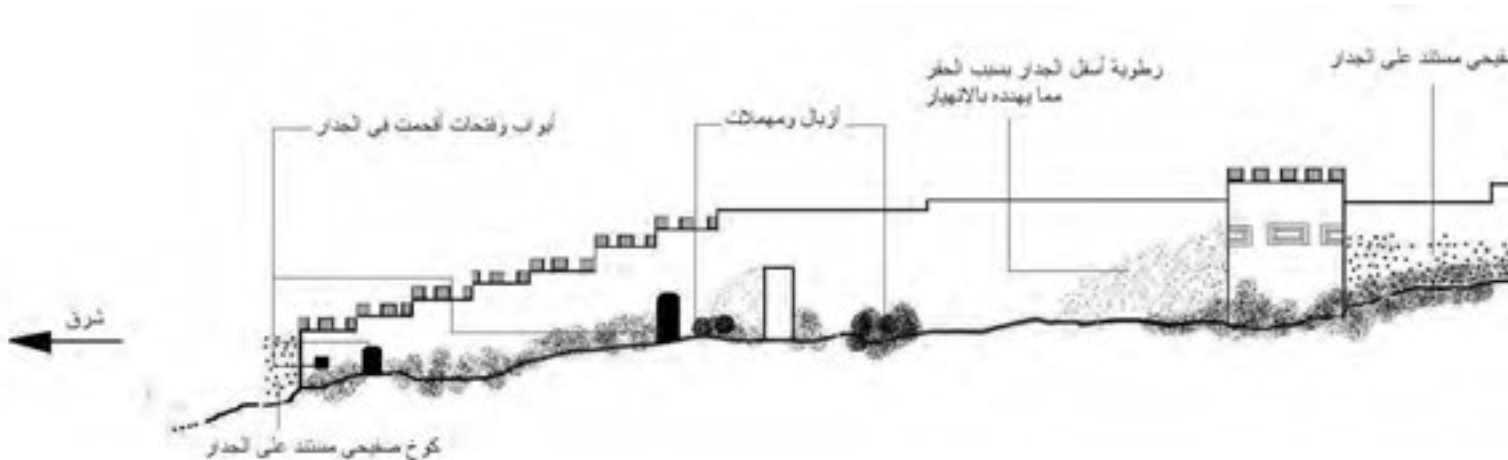 صفيحي مستند على الجدار
رطوبة أسفل الجدار بسبب الحفر
مما يهدده بالانهيار
أزبال ومهملات
أبواب وفتحات أقحمت في الجدار
شرق
كوخ صفيحي مستند على الجدار